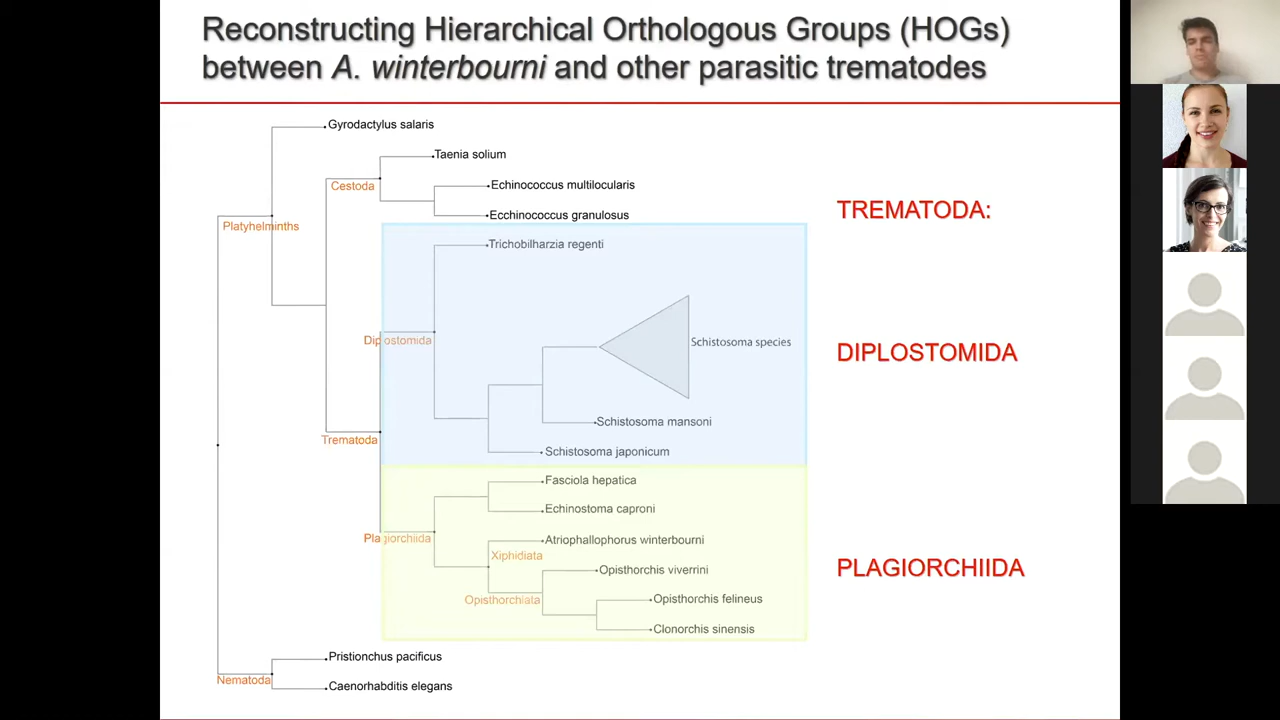 Reconstructing Hierarchical Orthologous Groups (HOGs)
between A. winterbourni and other parasitic trematodes
Gyrodactylus salaris
Taenia solium
Cestoda
Echinococcus multilocularis
Ecchinococcus granulosus
TREMATODA:
Platyhelminths
Trichobilharzia regenti
Diplostomida
Schistosoma species
DIPLOSTOMIDA
Schistosoma mansoni
Trematoda
Schistosoma japonicum
Fasciola hepatica
Echinostoma caproni
Plagiorchiida
Atriophallophorus winterbourni
Xiphidiata
Opisthorchis viverrini
PLAGIORCHIIDA
Opisthorchiata
Opisthorchis felineus
Clonorchis sinensis
Pristionchus pacificus
Nematoda
Caenorhabditis elegans